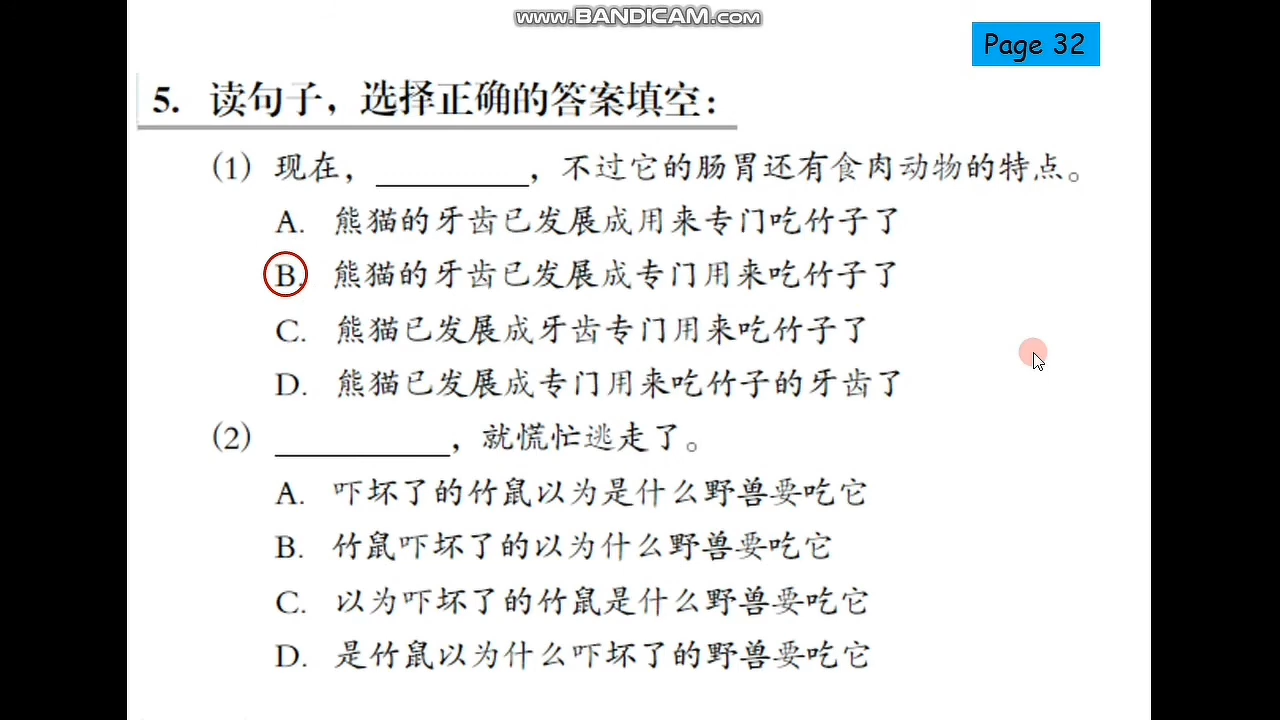 www.BANDICAM.com
Page 32
5. 读句子，选择正确的答案填空：
(1) 现在，__________，不过它的肠胃还有食肉动物的特点。
A. 熊猫的牙齿已发展成用来专门吃竹子了
B. 熊猫的牙齿已发展成专门用来吃竹子了
C. 熊猫已发展成牙齿专门用来吃竹子了
D. 熊猫已发展成专门用来吃竹子的牙齿了
(2) ___________，就慌忙逃走了。
A. 吓坏了的竹鼠以为是什么野兽要吃它
B. 竹鼠吓坏了的以为什么野兽要吃它
C. 以为吓坏了的竹鼠是什么野兽要吃它
D. 是竹鼠以为什么吓坏了的野兽要吃它